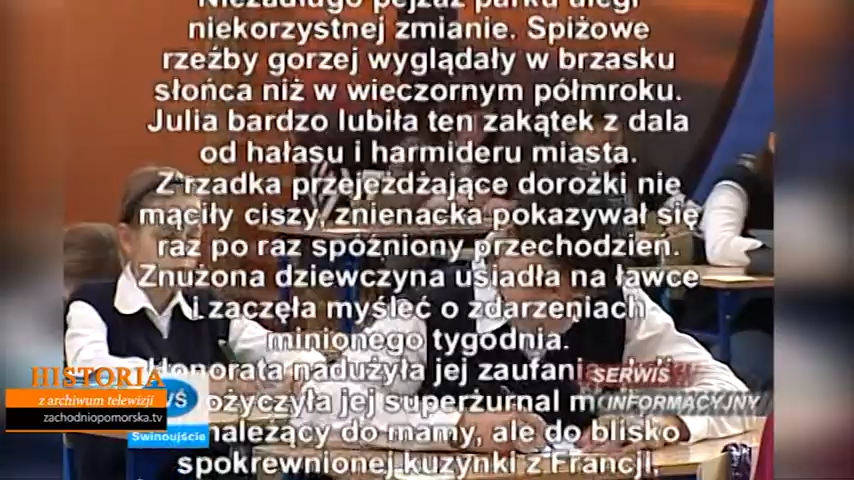 Niezadługo pejzaż parku uległ
niekorzystnej zmianie. Spiżowe
rzeźby gorzej wyglądały w brzasku
słońca niż w wieczornym półmroku.
Julia bardzo lubiła ten zakątek z dala
od hałasu i harmideru miasta.
Z rzadka przejeżdżające dorożki nie
mąciły ciszy, znienacka pokazywał się
raz po raz spóźniony przechodzień.
Znużona dziewczyna usiadła na ławce
i zaczęła myśleć o zdarzeniach
minionego tygodnia.
Honorata nadużyła jej zaufania
ożyczyła jej superżurnal m
należący do mamy, ale do blisko
spokrewnionej kuzynki z Francji,
HISTORIA
z archiwum telewizji
zachodniopomorska.tv
Świnoujście
SERWIS
INFORMACYJNY